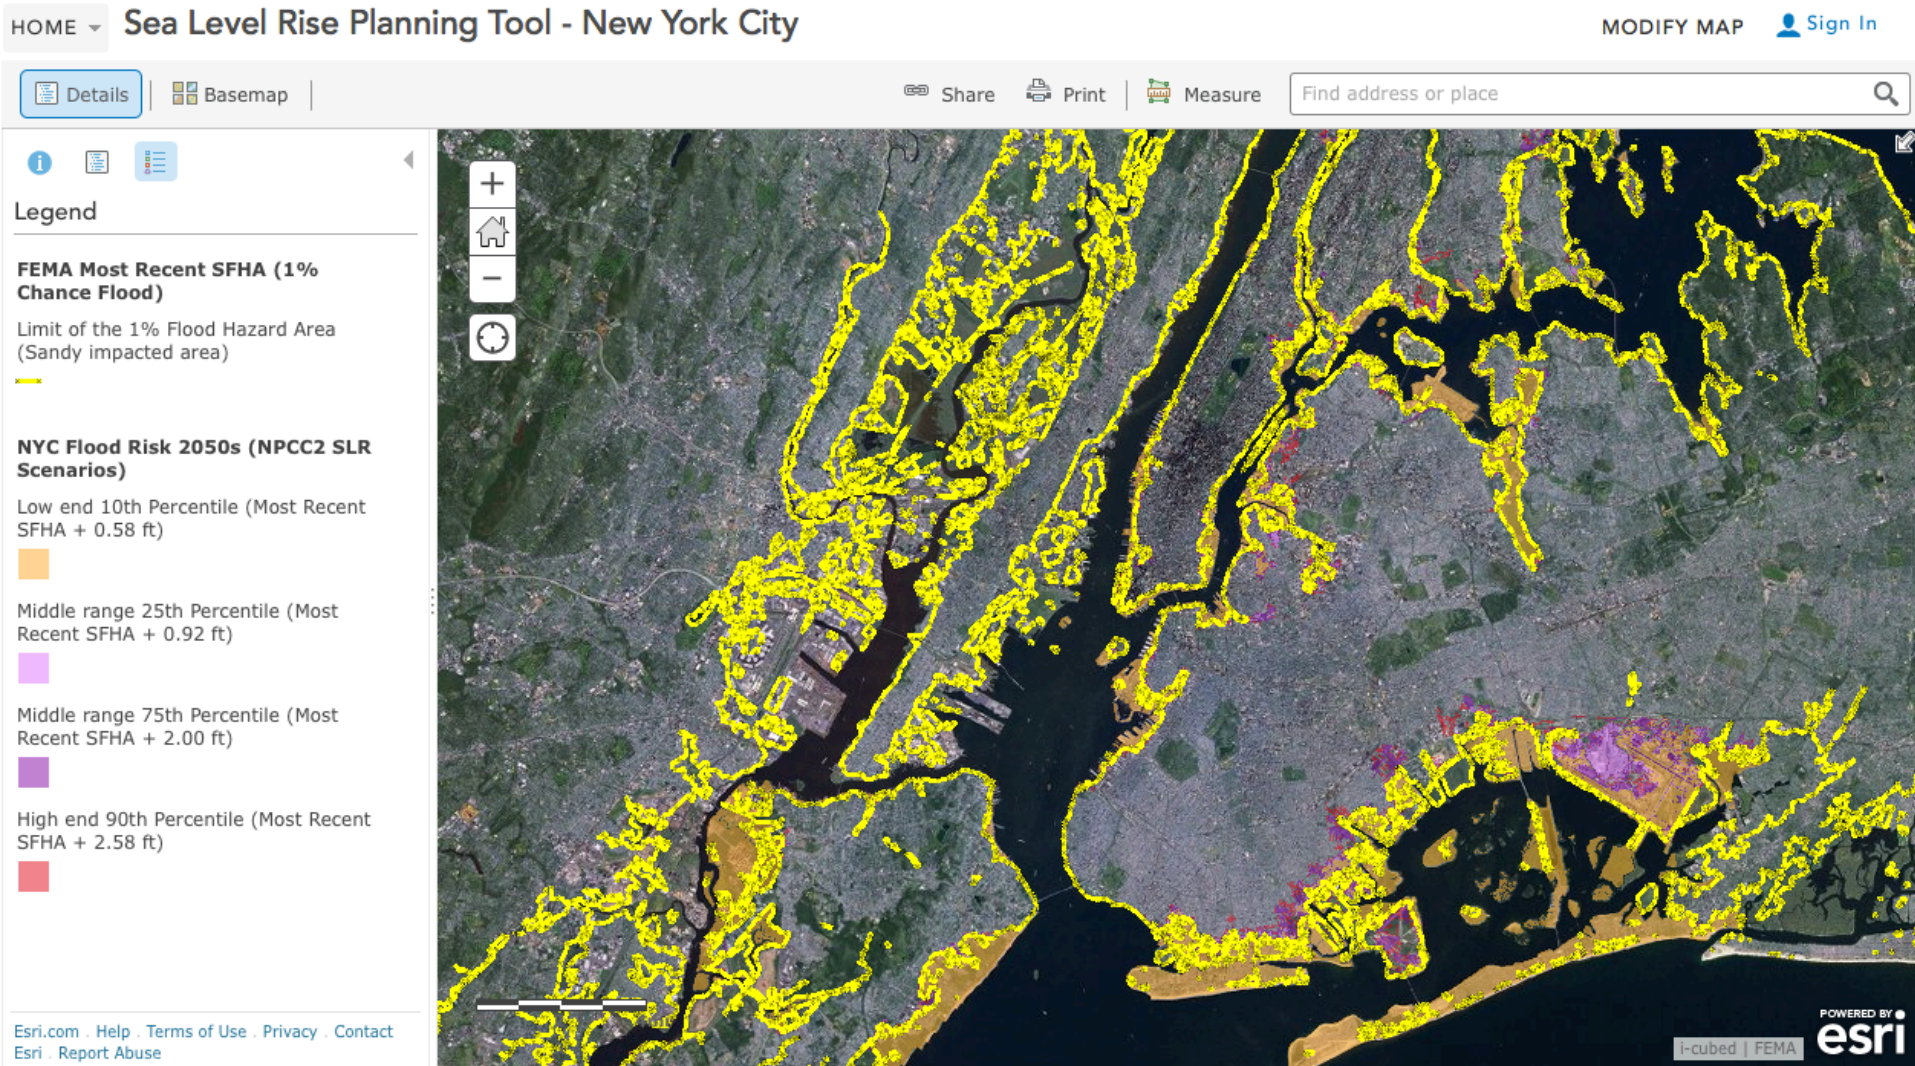 HOME
Sea Level Rise Planning Tool - New York City
MODIFY MAP
Sign In
Details
Basemap
Share
Print
Measure
Find address or place
Legend
FEMA Most Recent SFHA (1%
Chance Flood)
Limit of the 1% Flood Hazard Area
(Sandy impacted area)
NYC Flood Risk 2050s (NPCC2 SLR
Scenarios)
Low end 10th Percentile (Most Recent
SFHA + 0.58 ft)
Middle range 25th Percentile (Most
Recent SFHA + 0.92 ft)
Middle range 75th Percentile (Most
Recent SFHA + 2.00 ft)
High end 90th Percentile (Most Recent
SFHA + 2.58 ft)
Esri.com . Help . Terms of Use . Privacy . Contact
Esri . Report Abuse
i-cubed | FEMA
POWERED BY
esri